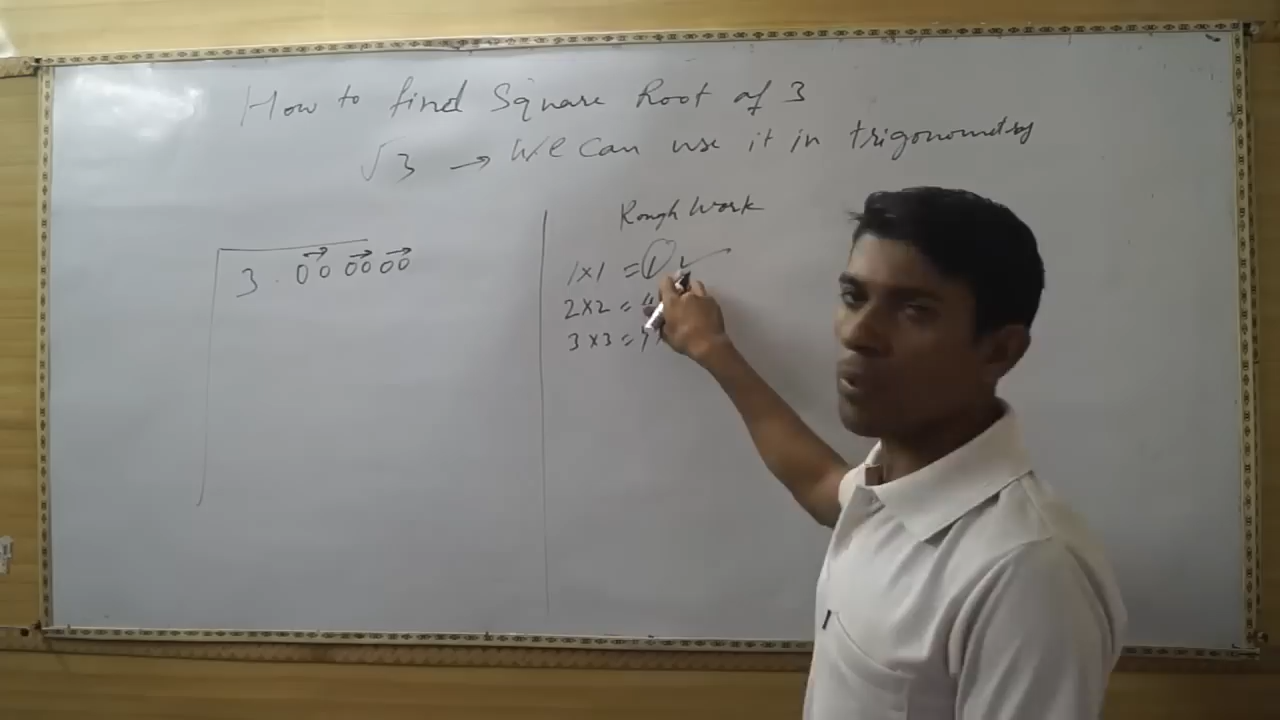 How to find Square Root of 3
√3 → We can use it in trigonometry
3 . 00 00 00
Rough Work
1×1 = 1 ✓
2×2 = 4
3×3 = 9